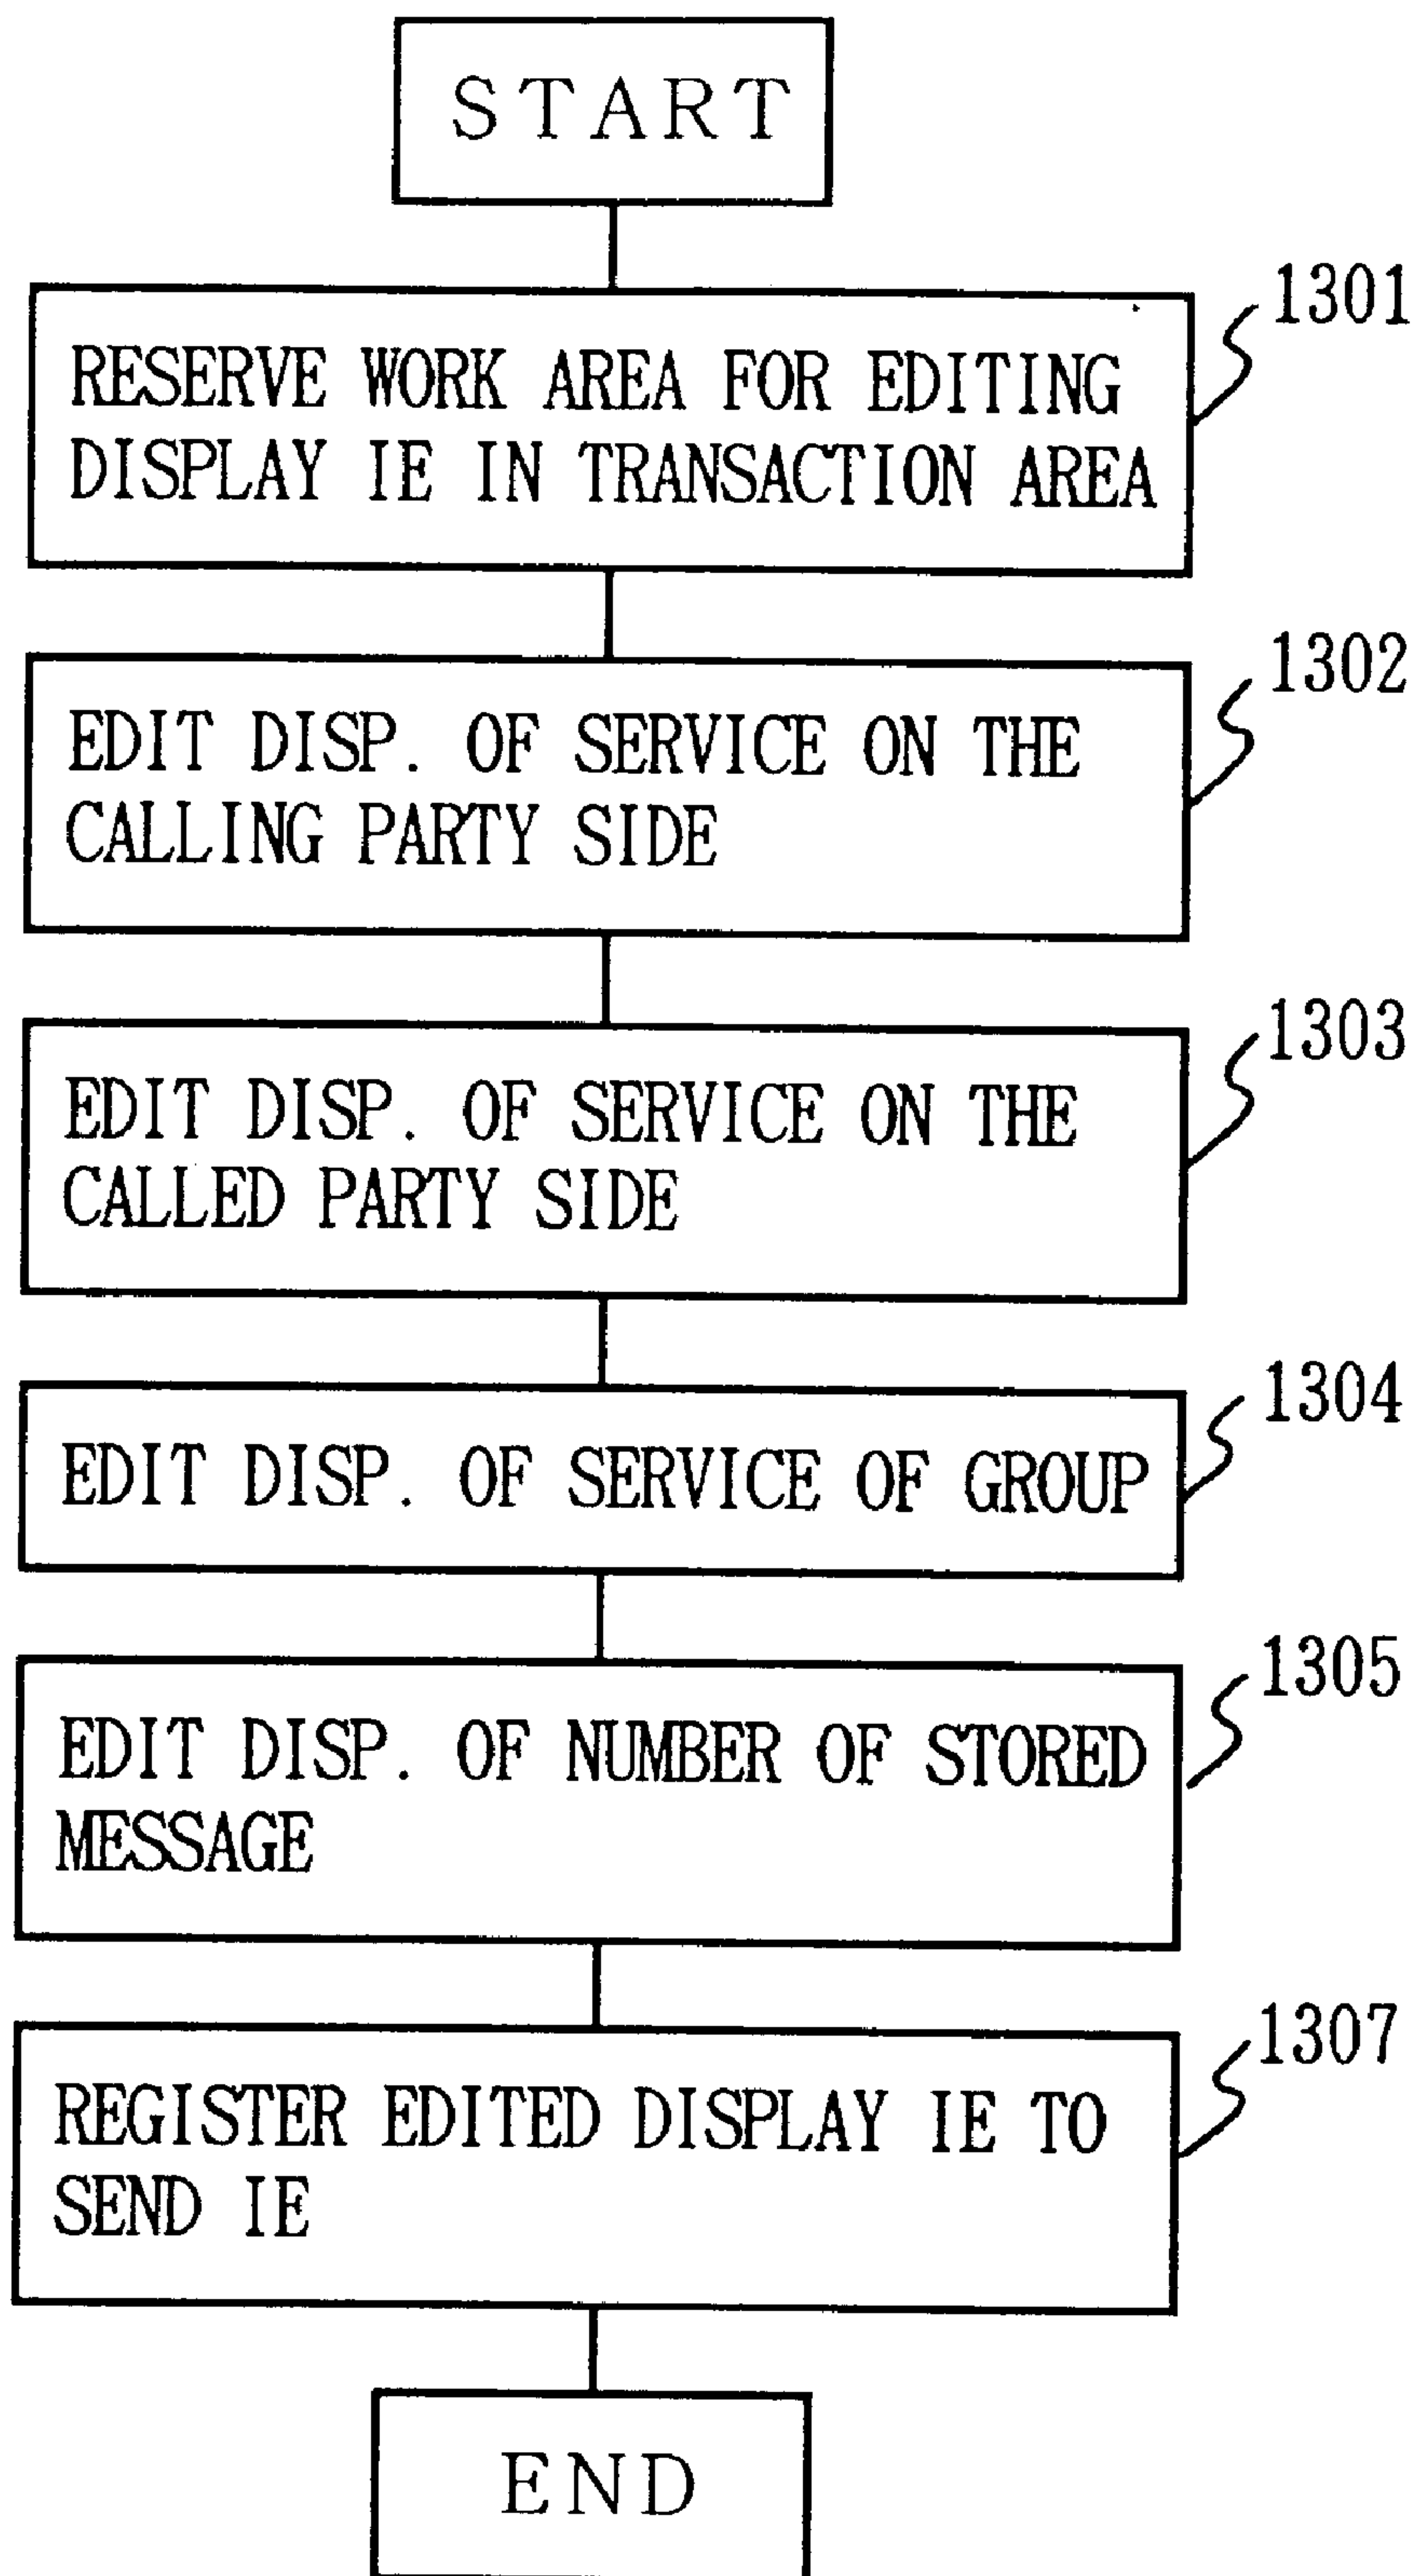 START
1301
RESERVE WORK AREA FOR EDITING
DISPLAY IE IN TRANSACTION AREA
1302
EDIT DISP. OF SERVICE ON THE
CALLING PARTY SIDE
1303
EDIT DISP. OF SERVICE ON THE
CALLED PARTY SIDE
1304
EDIT DISP. OF SERVICE OF GROUP
1305
EDIT DISP. OF NUMBER OF STORED
MESSAGE
1307
REGISTER EDITED DISPLAY IE TO
SEND IE
END